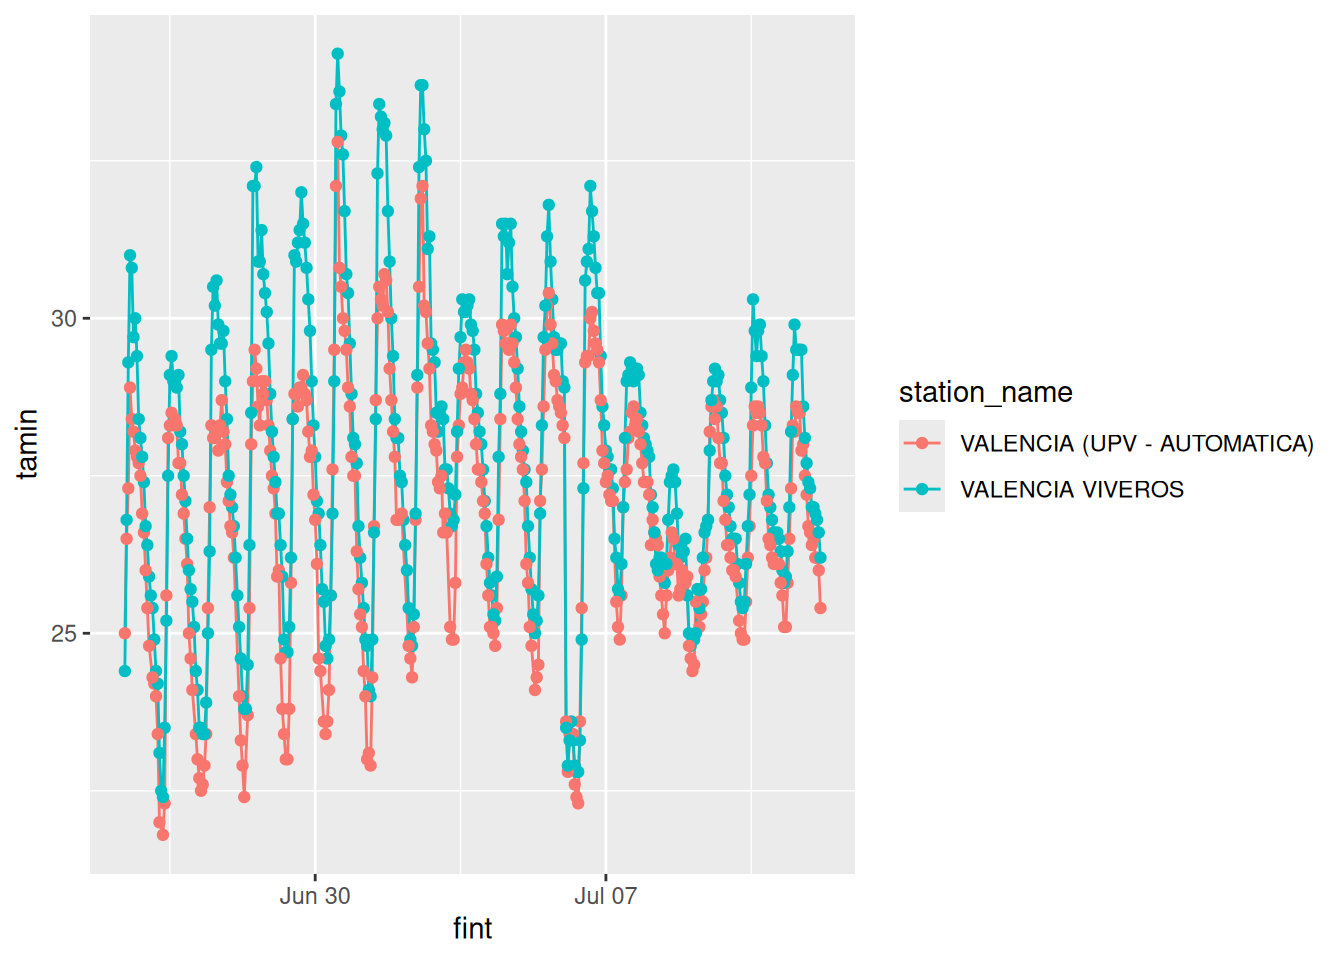 30
25
tamin
Jun 30
Jul 07
fint
station_name
VALENCIA (UPV - AUTOMATICA)
VALENCIA VIVEROS